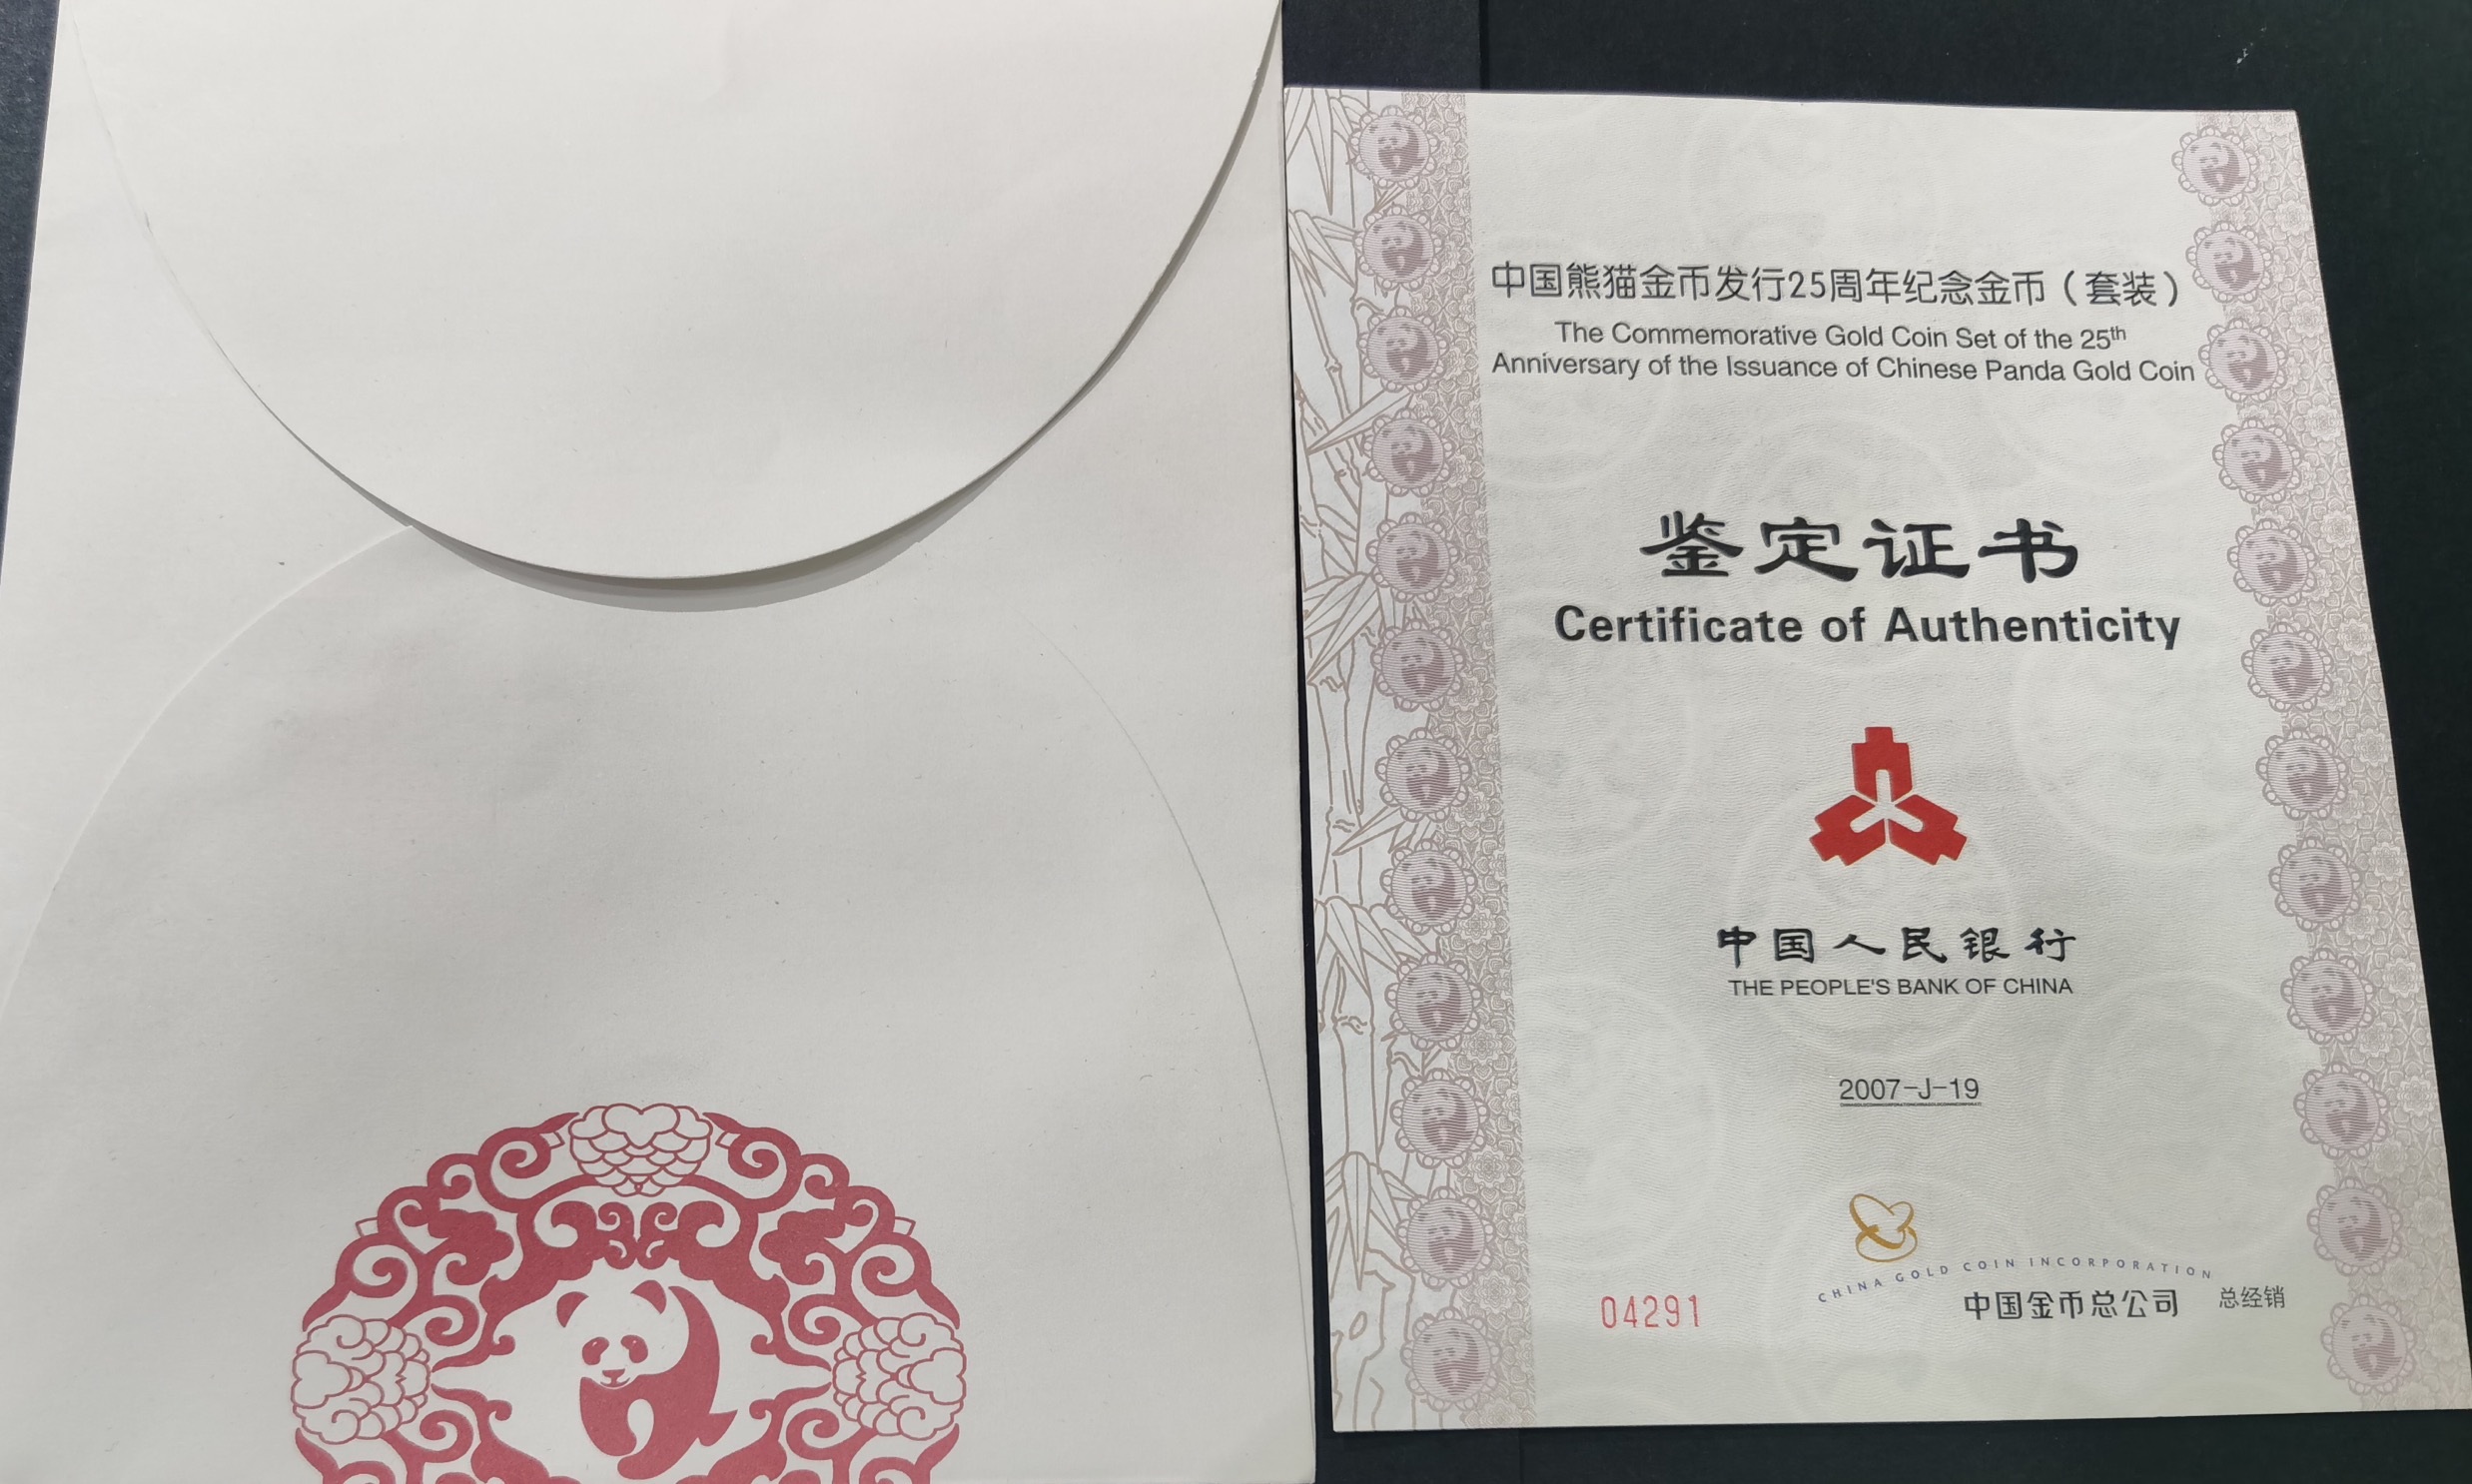 中国熊猫金币发行25周年纪念金币（套装）
The Commemorative Gold Coin Set of the 25th
Anniversary of the Issuance of Chinese Panda Gold Coin
鉴定证书
Certificate of Authenticity
中国人民银行
THE PEOPLE'S BANK OF CHINA
2007-J-19
CHINA GOLD COIN INCORPORATION
04291
中国金币总公司 总经销